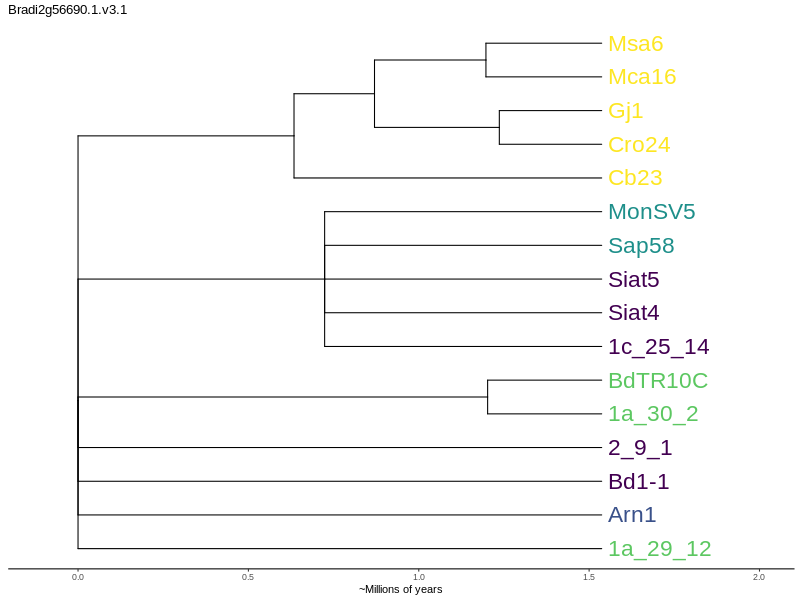 Bradi2g56690.1.v3.1
Msa6
Mca16
Gj1
Cro24
Cb23
MonSV5
Sap58
Siat5
Siat4
1c_25_14
BdTR10C
1a_30_2
2_9_1
Bd1-1
Arn1
1a_29_12
0.0 0.5 1.0 1.5 2.0
~Millions of years